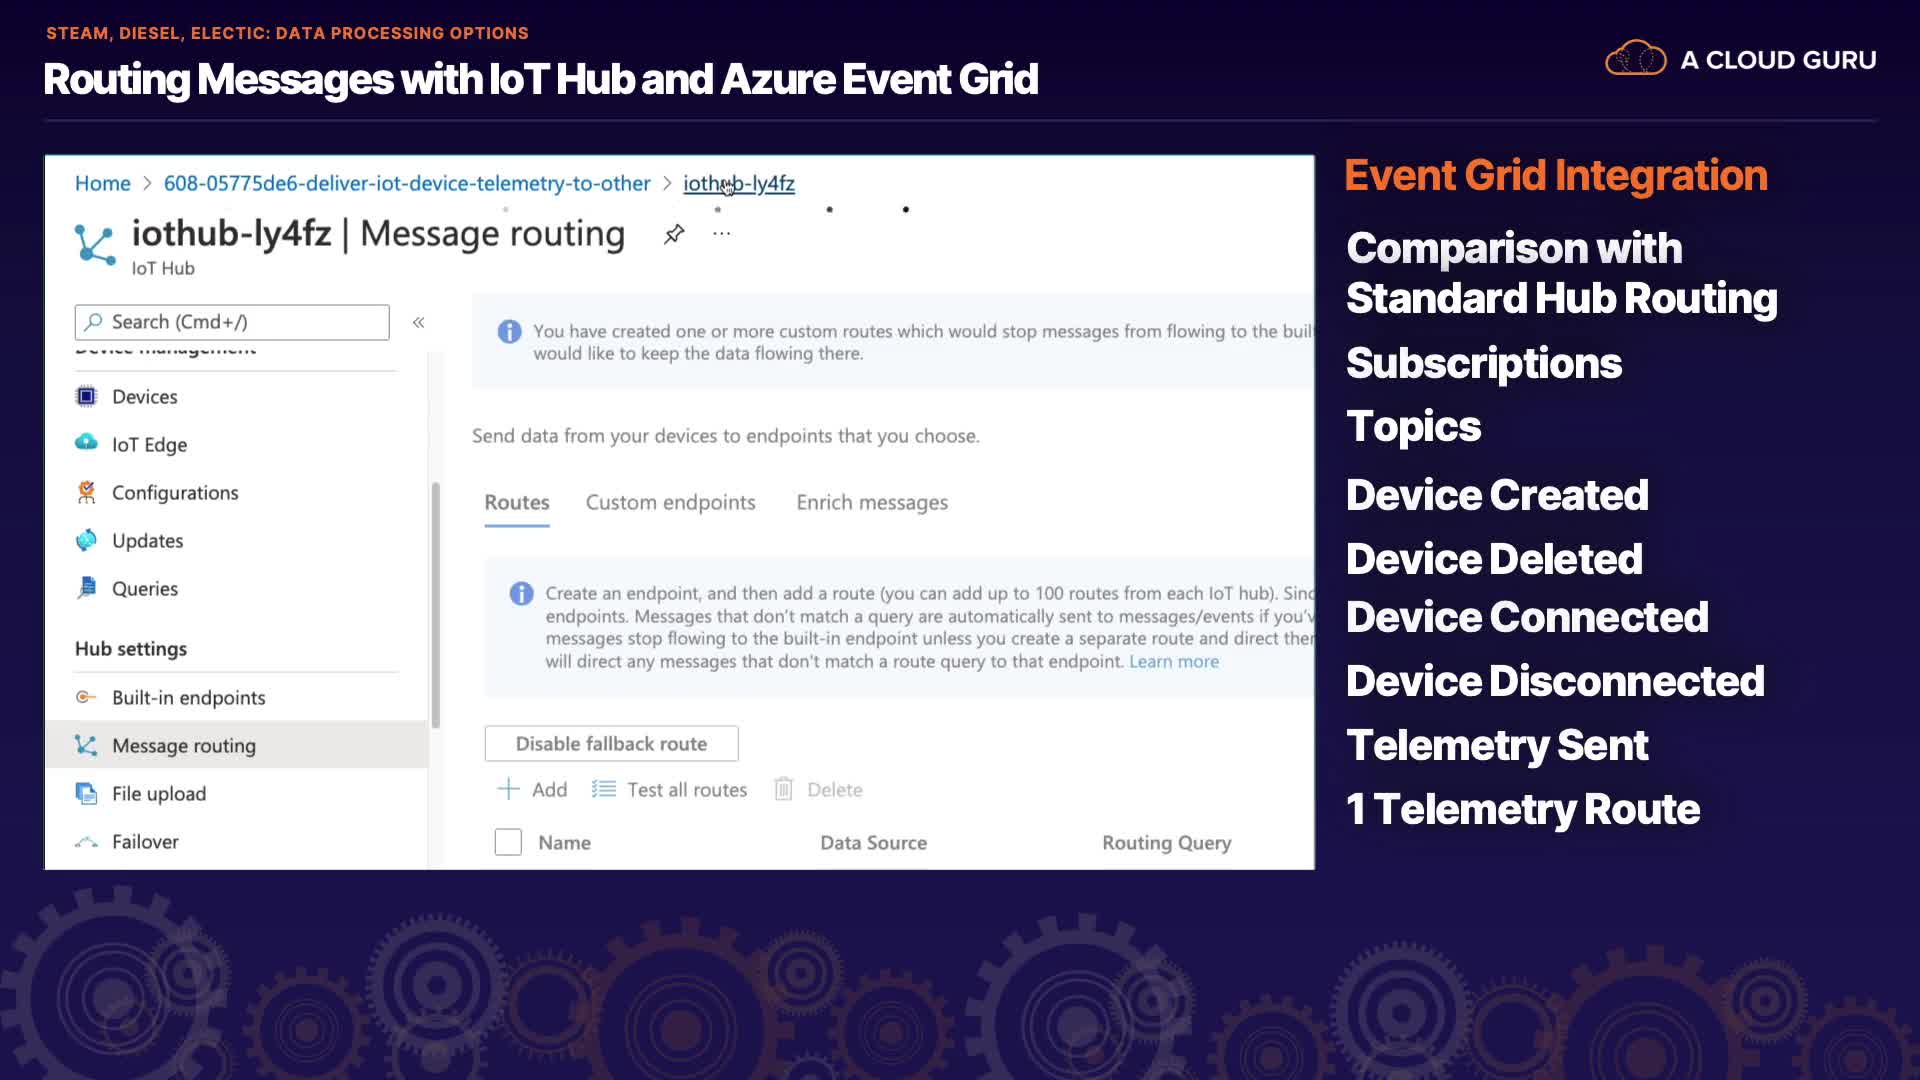 STEAM, DIESEL, ELECTIC: DATA PROCESSING OPTIONS
Routing Messages with IoT Hub and Azure Event Grid
A CLOUD GURU
Home > 608-05775de6-deliver-iot-device-telemetry-to-other > iothub-ly4fz
iothub-ly4fz | Message routing ...
IoT Hub
Search (Cmd+/) «
Device management
Devices
IoT Edge
Configurations
Updates
Queries
Hub settings
Built-in endpoints
Message routing
File upload
Failover
You have created one or more custom routes which would stop messages from flowing to the buil
would like to keep the data flowing there.
Send data from your devices to endpoints that you choose.
Routes Custom endpoints Enrich messages
Create an endpoint, and then add a route (you can add up to 100 routes from each IoT hub). Sinc
endpoints. Messages that don't match a query are automatically sent to messages/events if you'v
messages stop flowing to the built-in endpoint unless you create a separate route and direct ther
will direct any messages that don't match a route query to that endpoint. Learn more
Disable fallback route
Add Test all routes Delete
Name Data Source Routing Query
Event Grid Integration
Comparison with
Standard Hub Routing
Subscriptions
Topics
Device Created
Device Deleted
Device Connected
Device Disconnected
Telemetry Sent
1 Telemetry Route